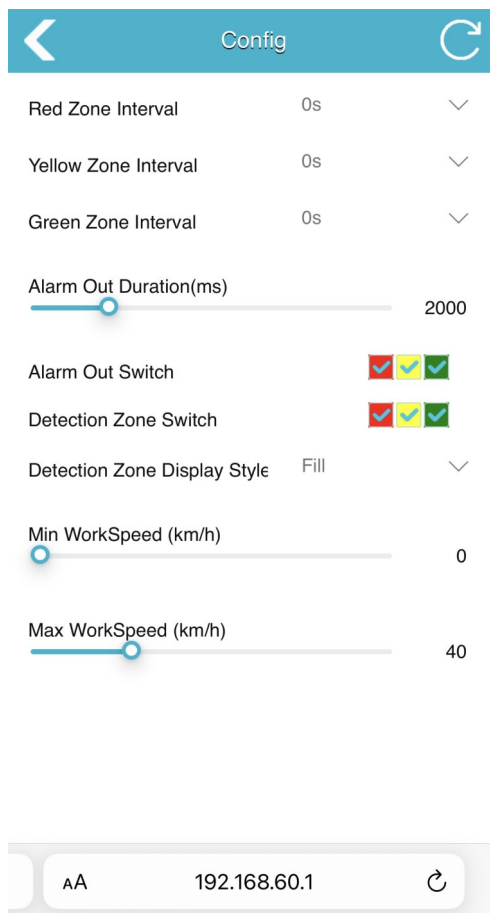 Config
Red Zone Interval 0s
Yellow Zone Interval 0s
Green Zone Interval 0s
Alarm Out Duration(ms)
2000
Alarm Out Switch
Detection Zone Switch
Detection Zone Display Style Fill
Min WorkSpeed (km/h)
0
Max WorkSpeed (km/h)
40
AA 192.168.60.1